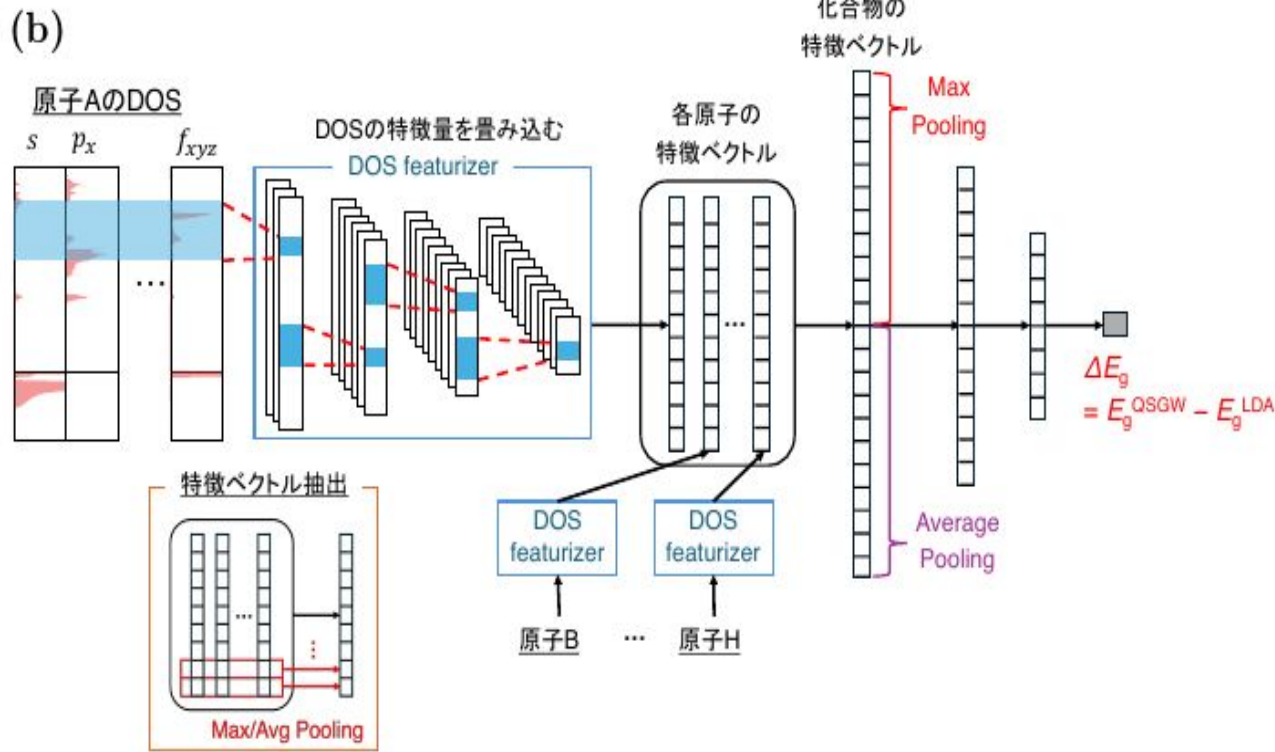 (b)
化合物の
特徴ベクトル
原子AのDOS
s p_x f_{xyz}
...
DOSの特徴量を畳み込む
DOS featurizer
各原子の
特徴ベクトル
...
Max
Pooling
ΔE_g
= E_g^{QSGW} − E_g^{LDA}
Average
Pooling
DOS
featurizer
DOS
featurizer
原子B ... 原子H
特徴ベクトル抽出
...
Max/Avg Pooling